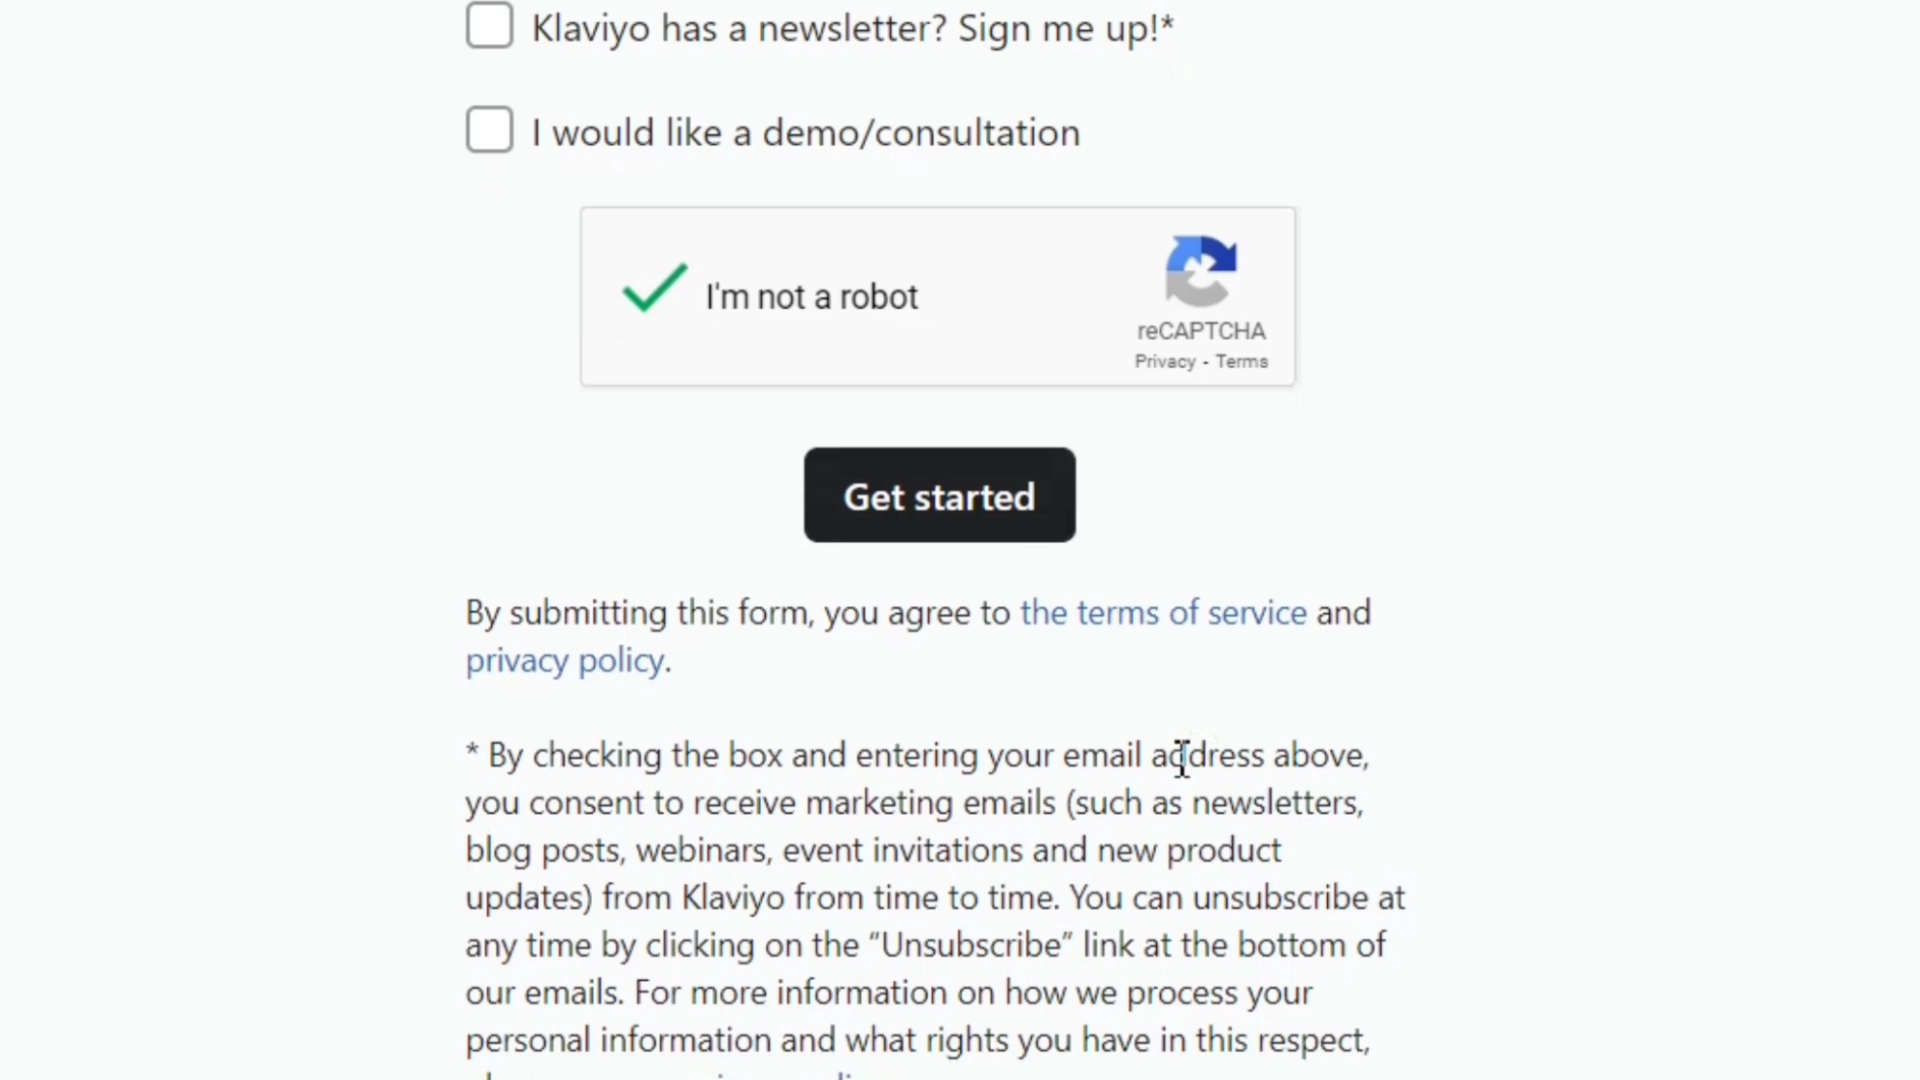 Klaviyo has a newsletter? Sign me up!*
I would like a demo/consultation
I'm not a robot
reCAPTCHA
Privacy - Terms
Get started
By submitting this form, you agree to the terms of service and
privacy policy.
* By checking the box and entering your email address above,
you consent to receive marketing emails (such as newsletters,
blog posts, webinars, event invitations and new product
updates) from Klaviyo from time to time. You can unsubscribe at
any time by clicking on the “Unsubscribe” link at the bottom of
our emails. For more information on how we process your
personal information and what rights you have in this respect,